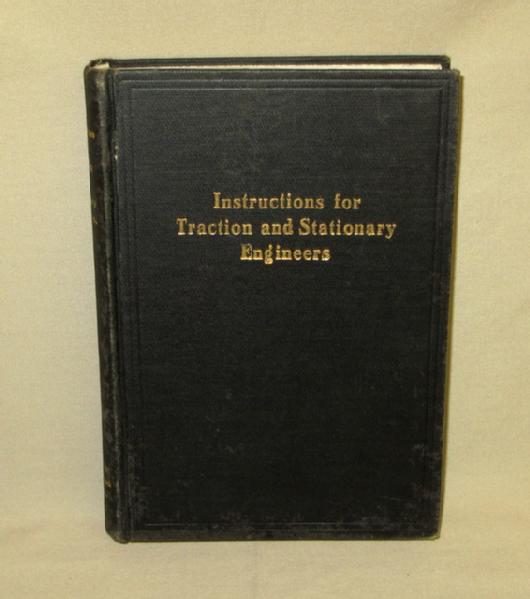 Instructions for
Traction and Stationary
Engineers